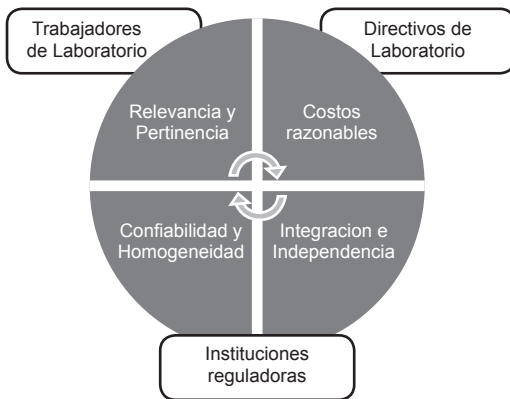 Trabajadores
de Laboratorio
Directivos de
Laboratorio
Relevancia y
Pertinencia
Costos
razonables
Confiabilidad y
Homogeneidad
Integracion e
Independencia
Instituciones
reguladoras